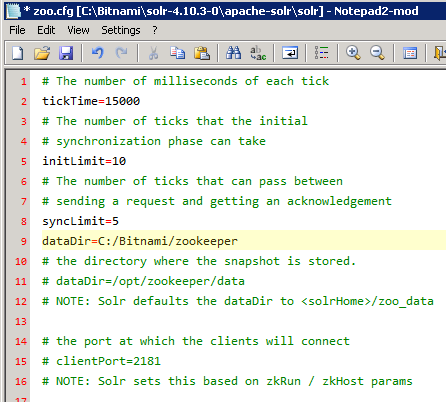 * zoo.cfg [C:\Bitnami\solr-4.10.3-0\apache-solr\solr] - Notepad2-mod
File Edit View Settings ?
1 # The number of milliseconds of each tick
2 tickTime=15000
3 # The number of ticks that the initial
4 # synchronization phase can take
5 initLimit=10
6 # The number of ticks that can pass between
7 # sending a request and getting an acknowledgement
8 syncLimit=5
9 dataDir=C:/Bitnami/zookeeper
10 # the directory where the snapshot is stored.
11 # dataDir=/opt/zookeeper/data
12 # NOTE: Solr defaults the dataDir to <solrHome>/zoo_data
13
14 # the port at which the clients will connect
15 # clientPort=2181
16 # NOTE: Solr sets this based on zkRun / zkHost params
17